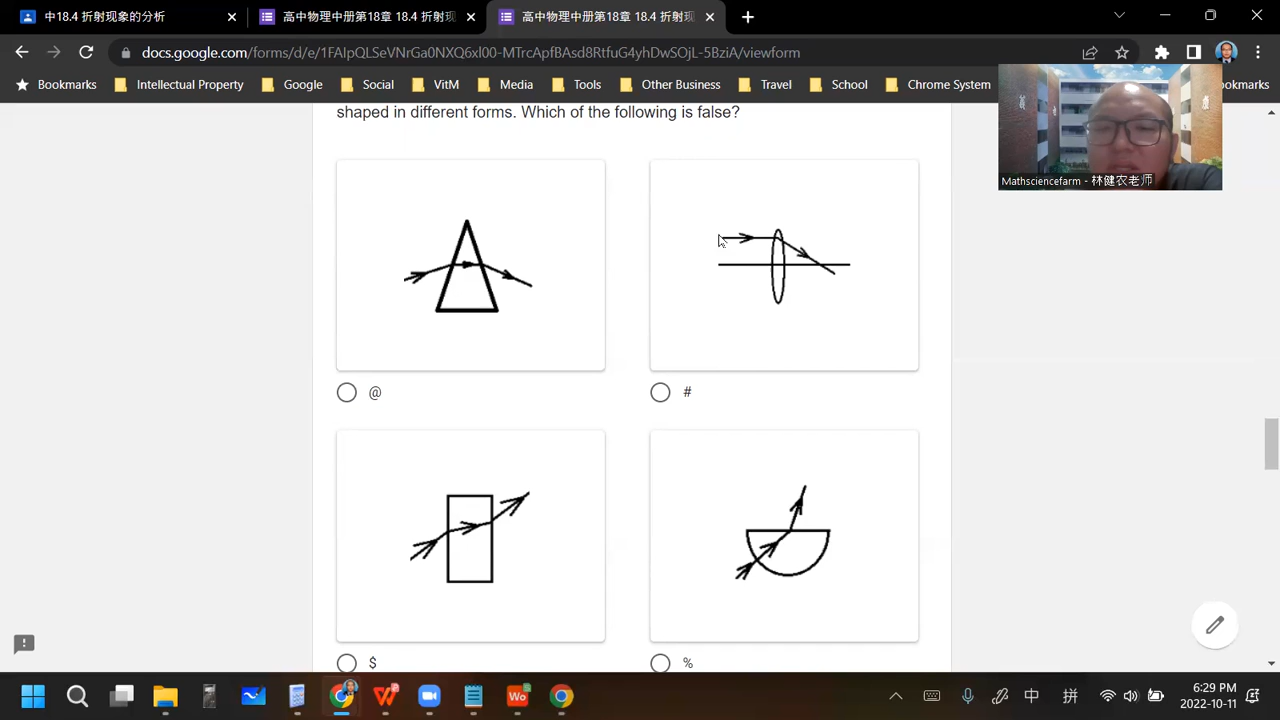 中18.4 折射现象的分析
高中物理中册第18章 18.4 折射现
高中物理中册第18章 18.4 折射现
docs.google.com/forms/d/e/1FAIpQLSeVNrGa0NXQ6xI00-MTrcApfBAsd8RtfuG4yhDwSOjL-5BziA/viewform
Bookmarks
Intellectual Property
Google
Social
VitM
Media
Tools
Other Business
Travel
School
Chrome System
Bookmarks
shaped in different forms. Which of the following is false?
Mathsciencefarm - 林健农老师
@
#
$
%
中
拼
6:29 PM
2022-10-11